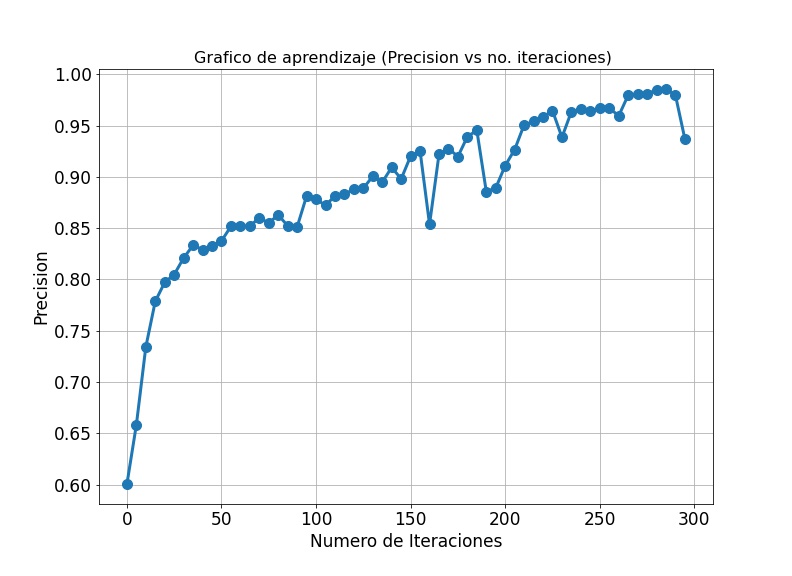 Grafico de aprendizaje (Precision vs no. iteraciones)
1.00
0.95
0.90
0.85
0.80
0.75
0.70
0.65
0.60
Precision
0 50 100 150 200 250 300
Numero de Iteraciones